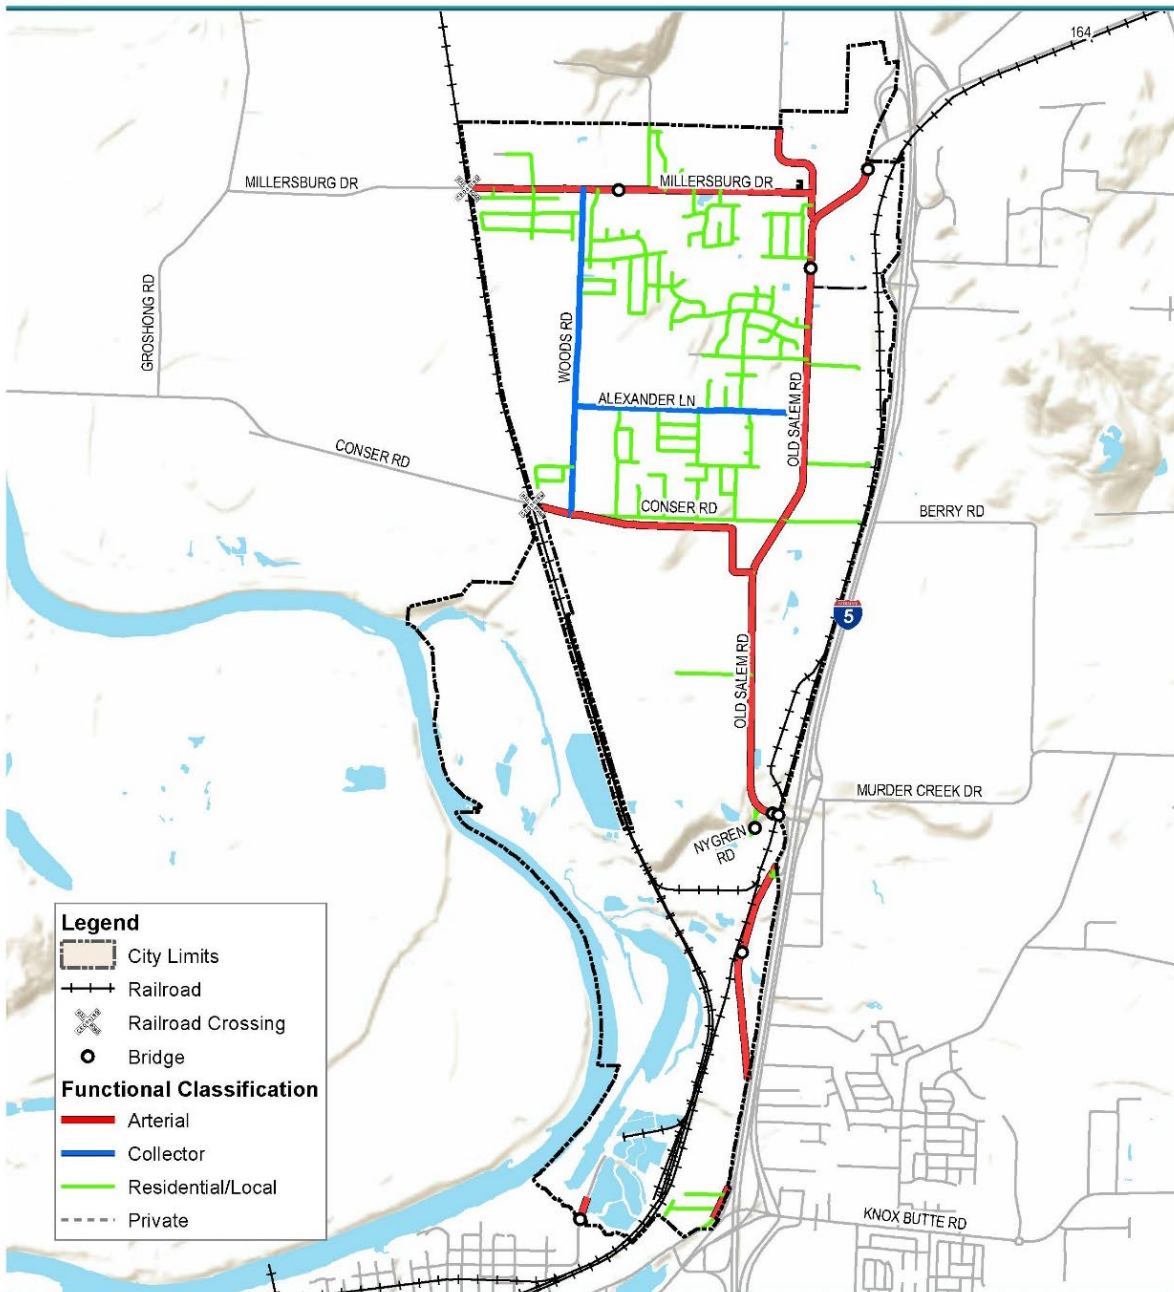 164
MILLERSBURG DR
MILLERSBURG DR
GROSHONG RD
WOODS RD
ALEXANDER LN
OLD SALEM RD
CONSER RD
CONSER RD
BERRY RD
5
OLD SALEM RD
MURDER CREEK DR
NYGREN
RD
KNOX BUTTE RD
Legend
City Limits
Railroad
Railroad Crossing
Bridge
Functional Classification
Arterial
Collector
Residential/Local
Private